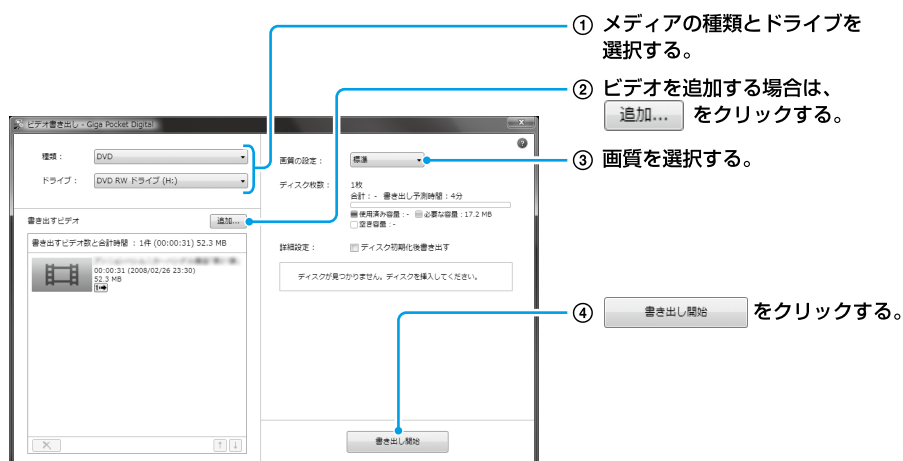 ① メディアの種類とドライブを
選択する。
② ビデオを追加する場合は、
追加... をクリックする。
③ 画質を選択する。
④ 書き出し開始 をクリックする。
ビデオ書き出し - Giga Pocket Digital
種類：
DVD
ドライブ：
DVD RW ドライブ (H:)
書き出すビデオ
追加...
書き出すビデオ数と合計時間 ：1件 (00:00:31) 52.3 MB
00:00:31 (2008/02/26 23:30)
52.3 MB
画質の設定：
標準
ディスク枚数：
1枚
合計：- 書き出し予測時間：4分
使用済み容量：- 必要な容量：17.2 MB
空き容量：-
詳細設定：
ディスク初期化後書き出す
ディスクが見つかりません。ディスクを挿入してください。
書き出し開始